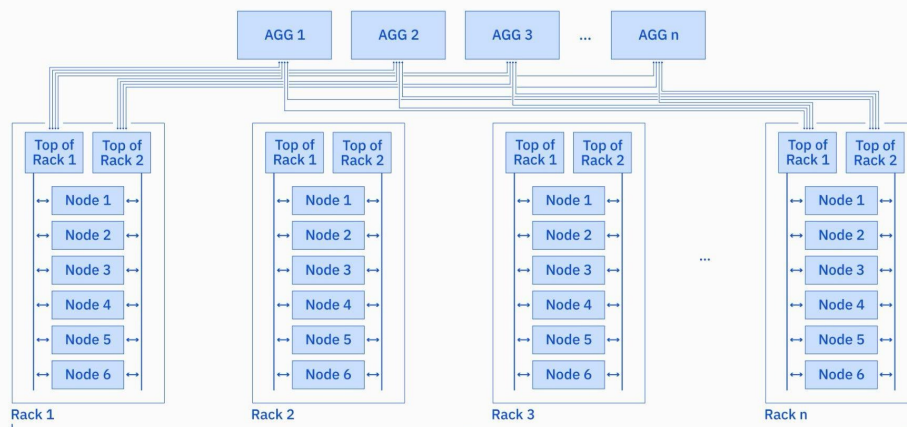 AGG 1
AGG 2
AGG 3
...
AGG n
Top of
Rack 1
Top of
Rack 2
Node 1
Node 2
Node 3
Node 4
Node 5
Node 6
Rack 1
Top of
Rack 1
Top of
Rack 2
Node 1
Node 2
Node 3
Node 4
Node 5
Node 6
Rack 2
Top of
Rack 1
Top of
Rack 2
Node 1
Node 2
Node 3
Node 4
Node 5
Node 6
Rack 3
...
Top of
Rack 1
Top of
Rack 2
Node 1
Node 2
Node 3
Node 4
Node 5
Node 6
Rack n